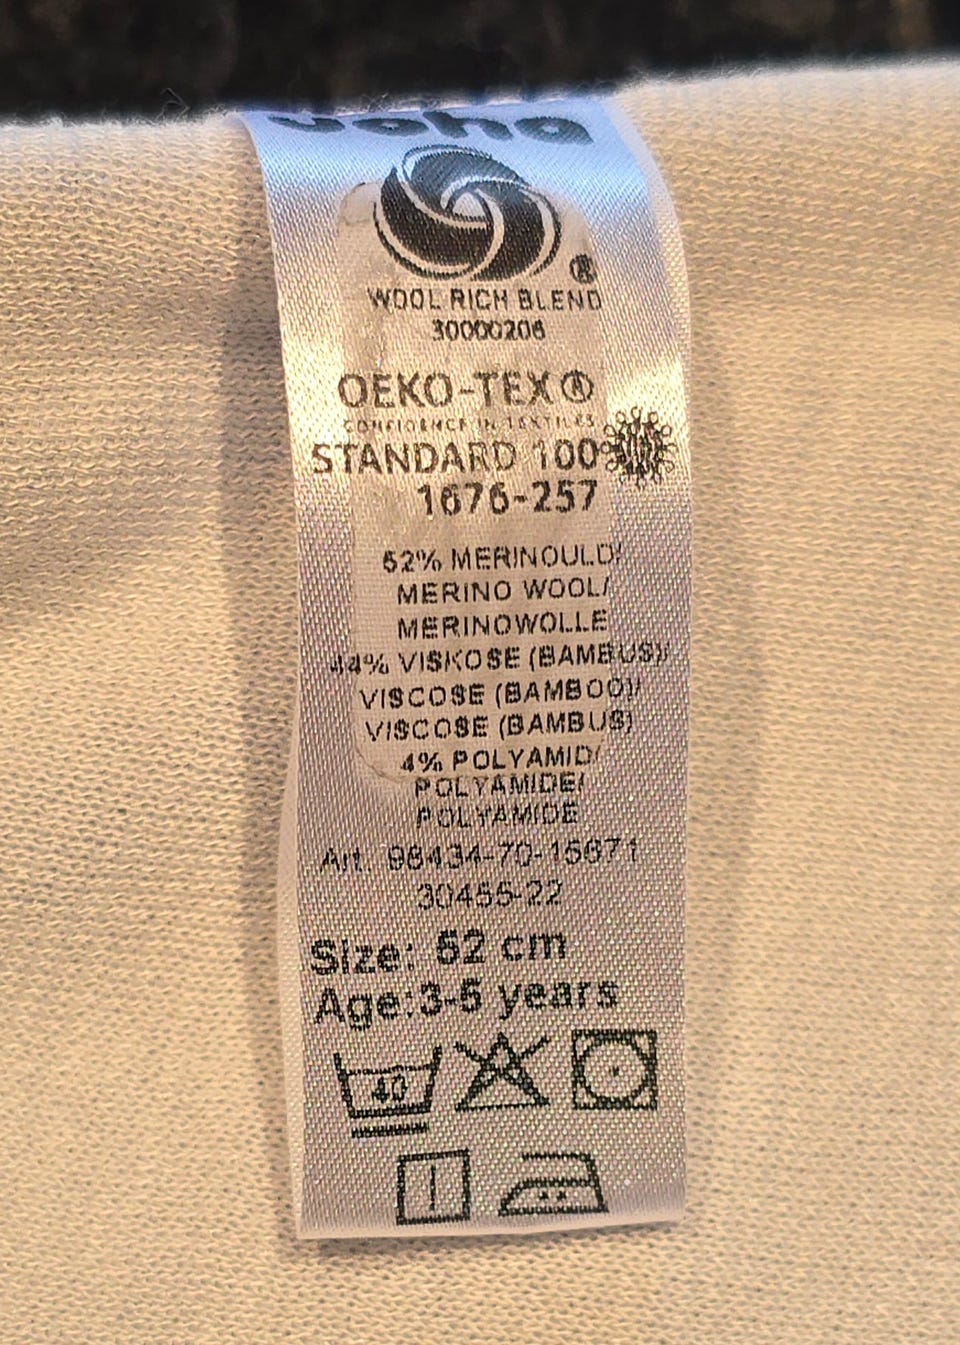 Joha
®
WOOL RICH BLEND
30000206
OEKO-TEX®
CONFIDENCE IN TEXTILES
STANDARD 100
1676-257
52% MERINOULD/
MERINO WOOL/
MERINOWOLLE
44% VISKOSE (BAMBUS)/
VISCOSE (BAMBOO)/
VISCOSE (BAMBUS)
4% POLYAMID/
POLYAMIDE/
POLYAMIDE
Art. 98434-70-15671
30455-22
Size: 52 cm
Age:3-5 years
40